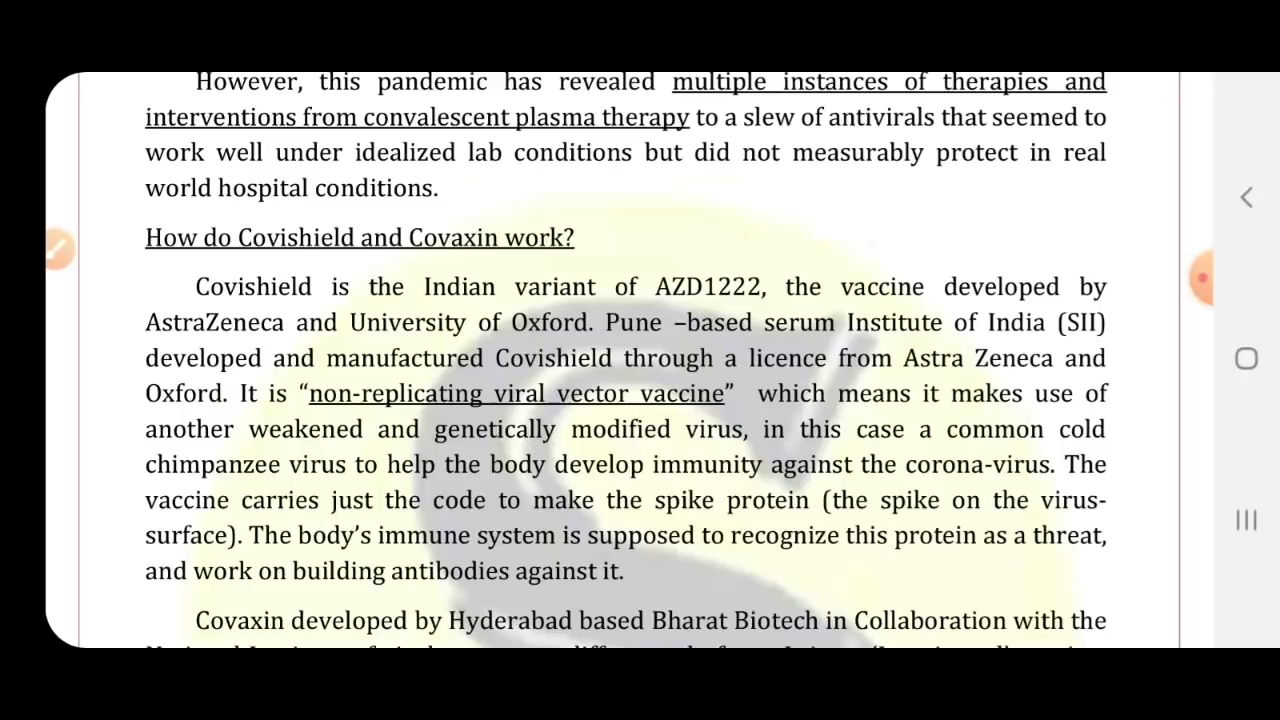 However, this pandemic has revealed multiple instances of therapies and
interventions from convalescent plasma therapy to a slew of antivirals that seemed to
work well under idealized lab conditions but did not measurably protect in real
world hospital conditions.
How do Covishield and Covaxin work?
Covishield is the Indian variant of AZD1222, the vaccine developed by
AstraZeneca and University of Oxford. Pune –based serum Institute of India (SII)
developed and manufactured Covishield through a licence from Astra Zeneca and
Oxford. It is “non-replicating viral vector vaccine” which means it makes use of
another weakened and genetically modified virus, in this case a common cold
chimpanzee virus to help the body develop immunity against the corona-virus. The
vaccine carries just the code to make the spike protein (the spike on the virus-
surface). The body’s immune system is supposed to recognize this protein as a threat,
and work on building antibodies against it.
Covaxin developed by Hyderabad based Bharat Biotech in Collaboration with the